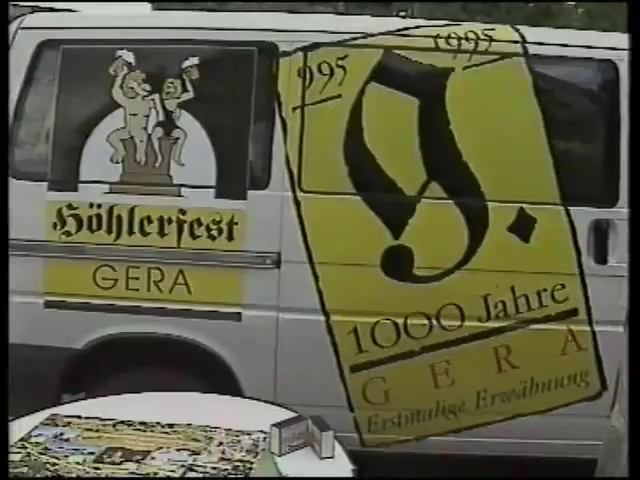 Höhlerfest
GERA
995
1995
G.
1000 Jahre
GERA
Erstmalige Erwähnung